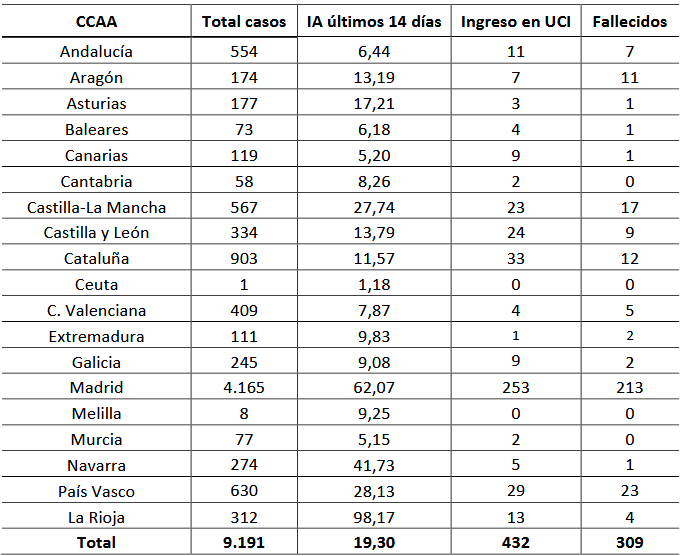 CCAA Total casos IA últimos 14 días Ingreso en UCI Fallecidos
Andalucía 554 6,44 11 7
Aragón 174 13,19 7 11
Asturias 177 17,21 3 1
Baleares 73 6,18 4 1
Canarias 119 5,20 9 1
Cantabria 58 8,26 2 0
Castilla-La Mancha 567 27,74 23 17
Castilla y León 334 13,79 24 9
Cataluña 903 11,57 33 12
Ceuta 1 1,18 0 0
C. Valenciana 409 7,87 4 5
Extremadura 111 9,83 1 2
Galicia 245 9,08 9 2
Madrid 4.165 62,07 253 213
Melilla 8 9,25 0 0
Murcia 77 5,15 2 0
Navarra 274 41,73 5 1
País Vasco 630 28,13 29 23
La Rioja 312 98,17 13 4
Total 9.191 19,30 432 309